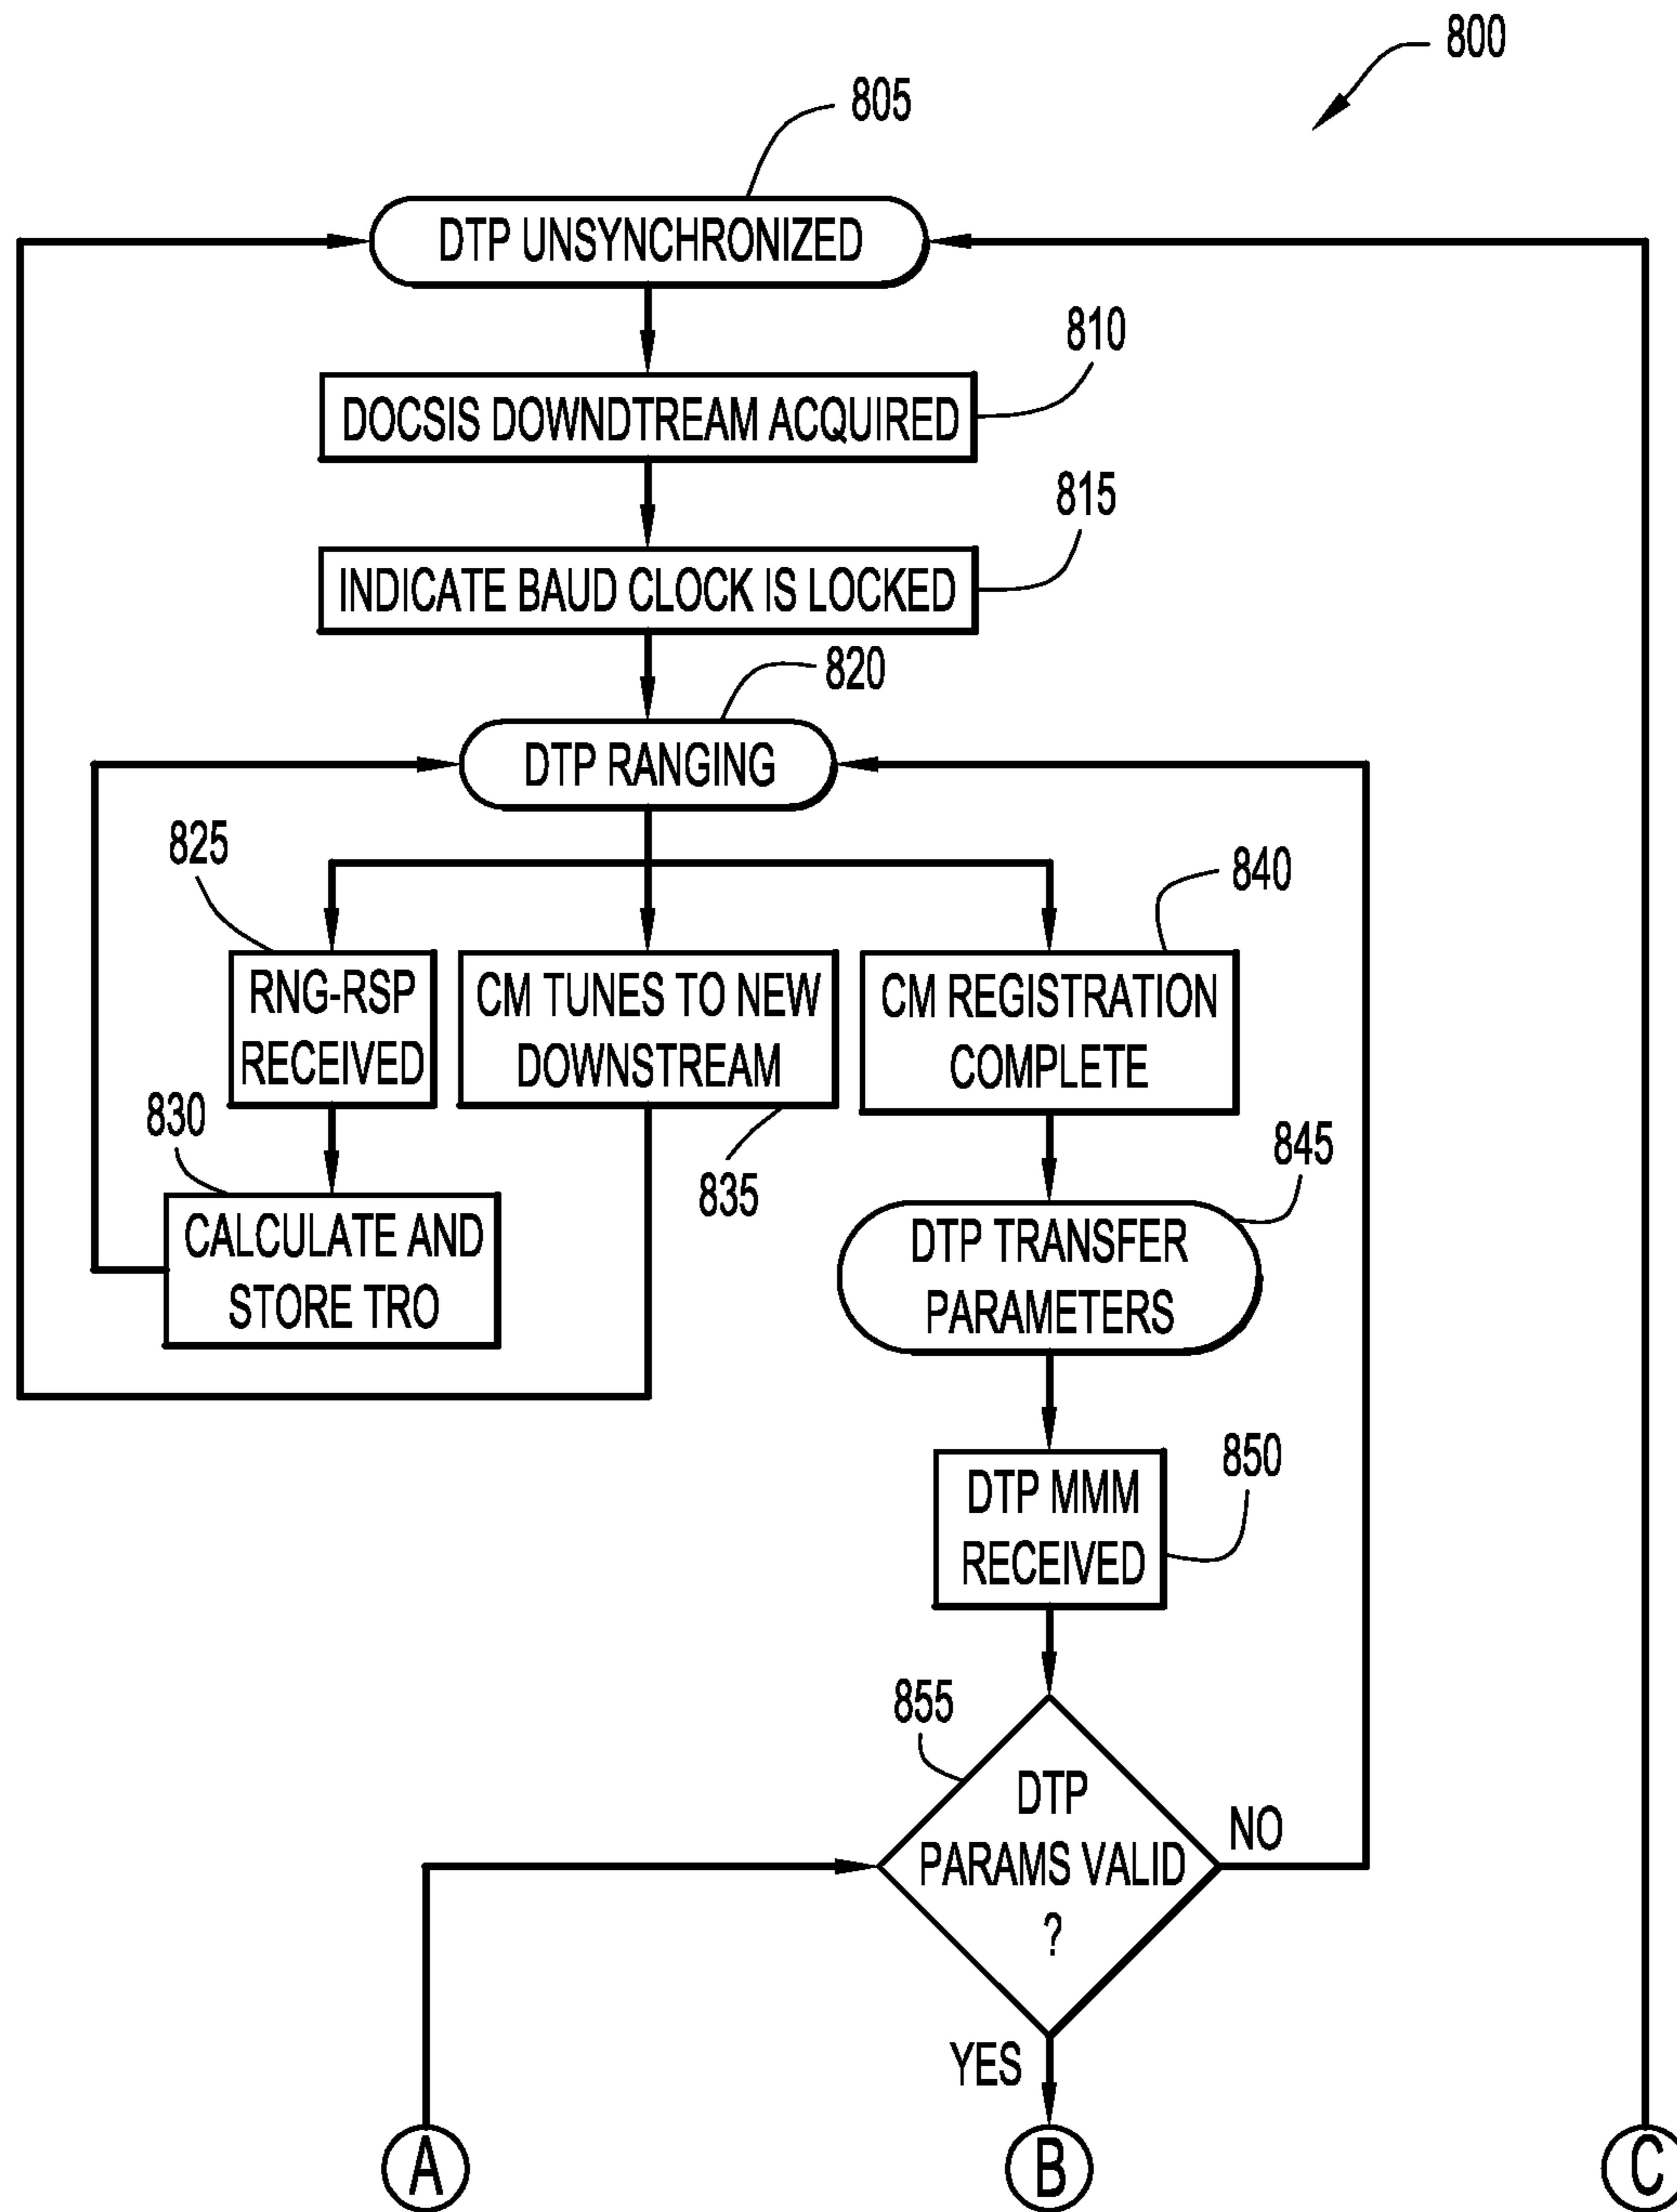 800
805
DTP UNSYNCHRONIZED
810
DOCSIS DOWNDTREAM ACQUIRED
815
INDICATE BAUD CLOCK IS LOCKED
820
DTP RANGING
825
840
RNG-RSP
RECEIVED
CM TUNES TO NEW
DOWNSTREAM
CM REGISTRATION
COMPLETE
830
835
845
CALCULATE AND
STORE TRO
DTP TRANSFER
PARAMETERS
850
DTP MMM
RECEIVED
855
DTP
PARAMS VALID
?
NO
YES
A
B
C